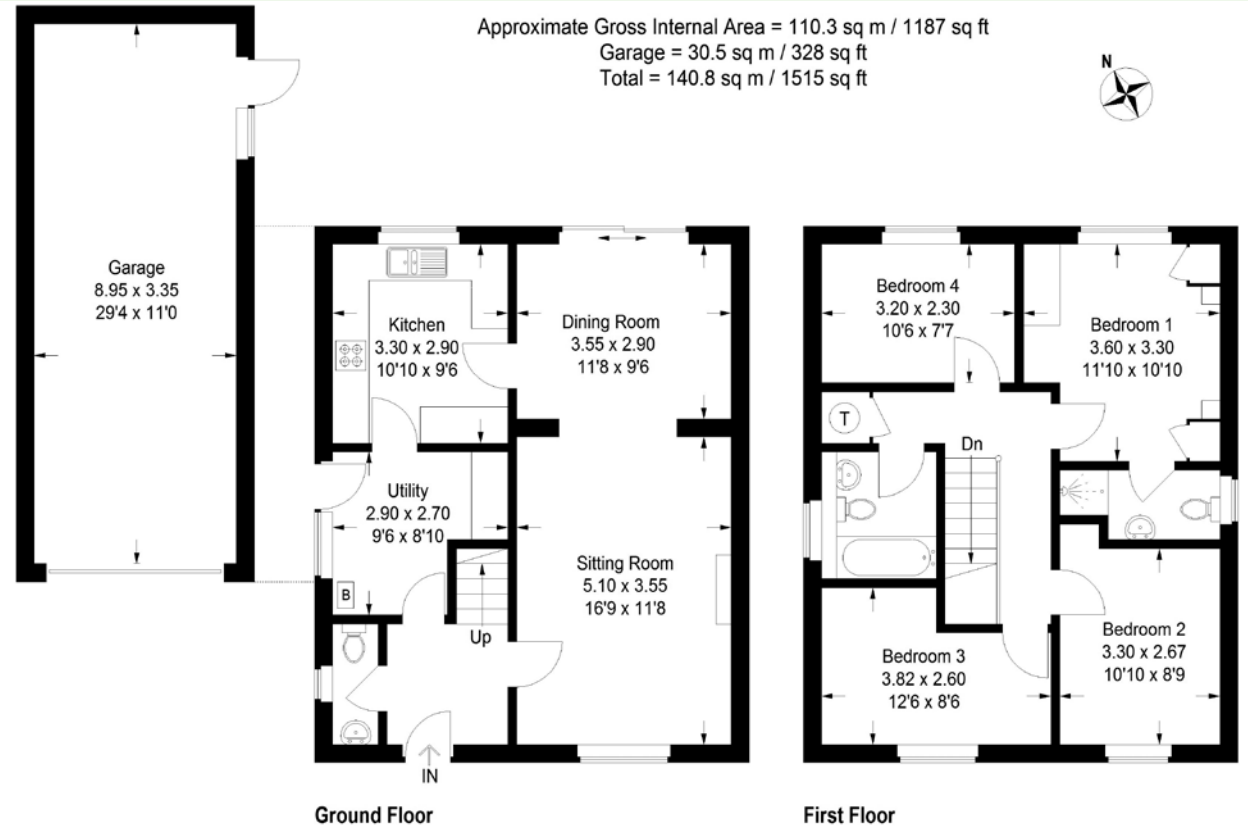 Approximate Gross Internal Area = 110.3 sq m / 1187 sq ft
Garage = 30.5 sq m / 328 sq ft
Total = 140.8 sq m / 1515 sq ft
N
Garage
8.95 x 3.35
29'4 x 11'0
Kitchen
3.30 x 2.90
10'10 x 9'6
Dining Room
3.55 x 2.90
11'8 x 9'6
Utility
2.90 x 2.70
9'6 x 8'10
B
Up
Sitting Room
5.10 x 3.55
16'9 x 11'8
IN
Ground Floor
Bedroom 4
3.20 x 2.30
10'6 x 7'7
Bedroom 1
3.60 x 3.30
11'10 x 10'10
T
Dn
Bedroom 3
3.82 x 2.60
12'6 x 8'6
Bedroom 2
3.30 x 2.67
10'10 x 8'9
First Floor